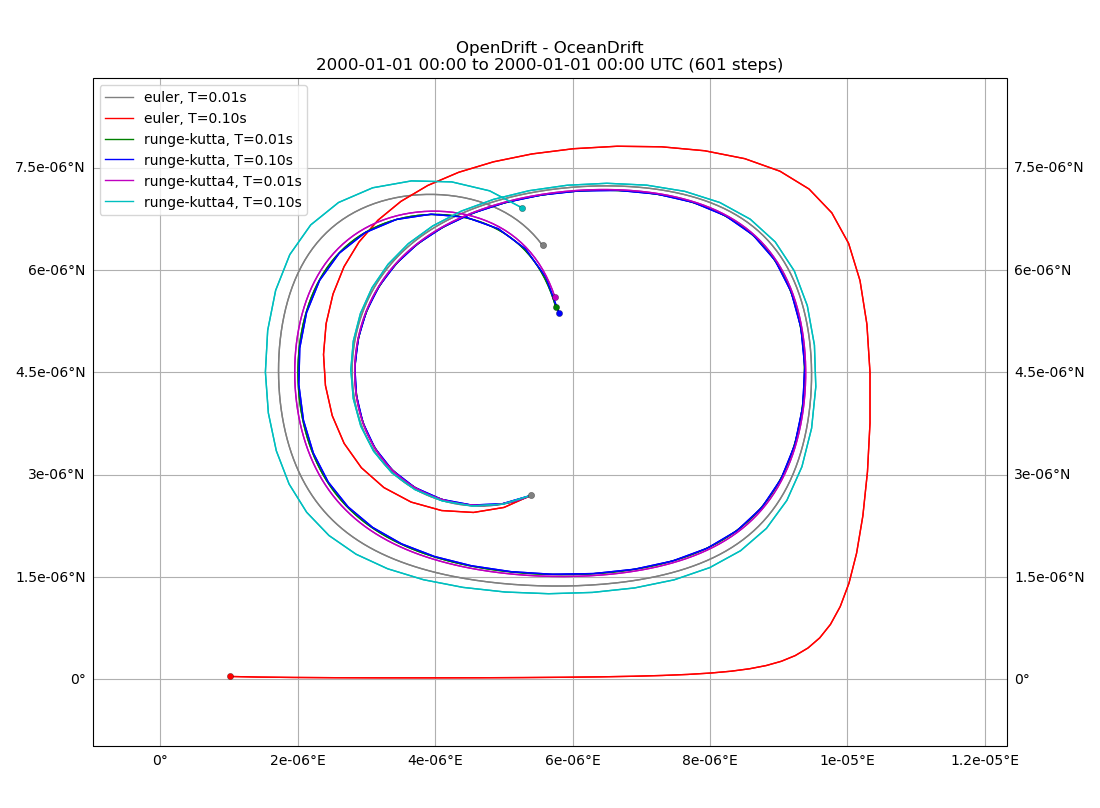 OpenDrift - OceanDrift
2000-01-01 00:00 to 2000-01-01 00:00 UTC (601 steps)
euler, T=0.01s
euler, T=0.10s
runge-kutta, T=0.01s
runge-kutta, T=0.10s
runge-kutta4, T=0.01s
runge-kutta4, T=0.10s
7.5e-06°N 7.5e-06°N
6e-06°N 6e-06°N
4.5e-06°N 4.5e-06°N
3e-06°N 3e-06°N
1.5e-06°N 1.5e-06°N
0° 0°
0° 2e-06°E 4e-06°E 6e-06°E 8e-06°E 1e-05°E 1.2e-05°E